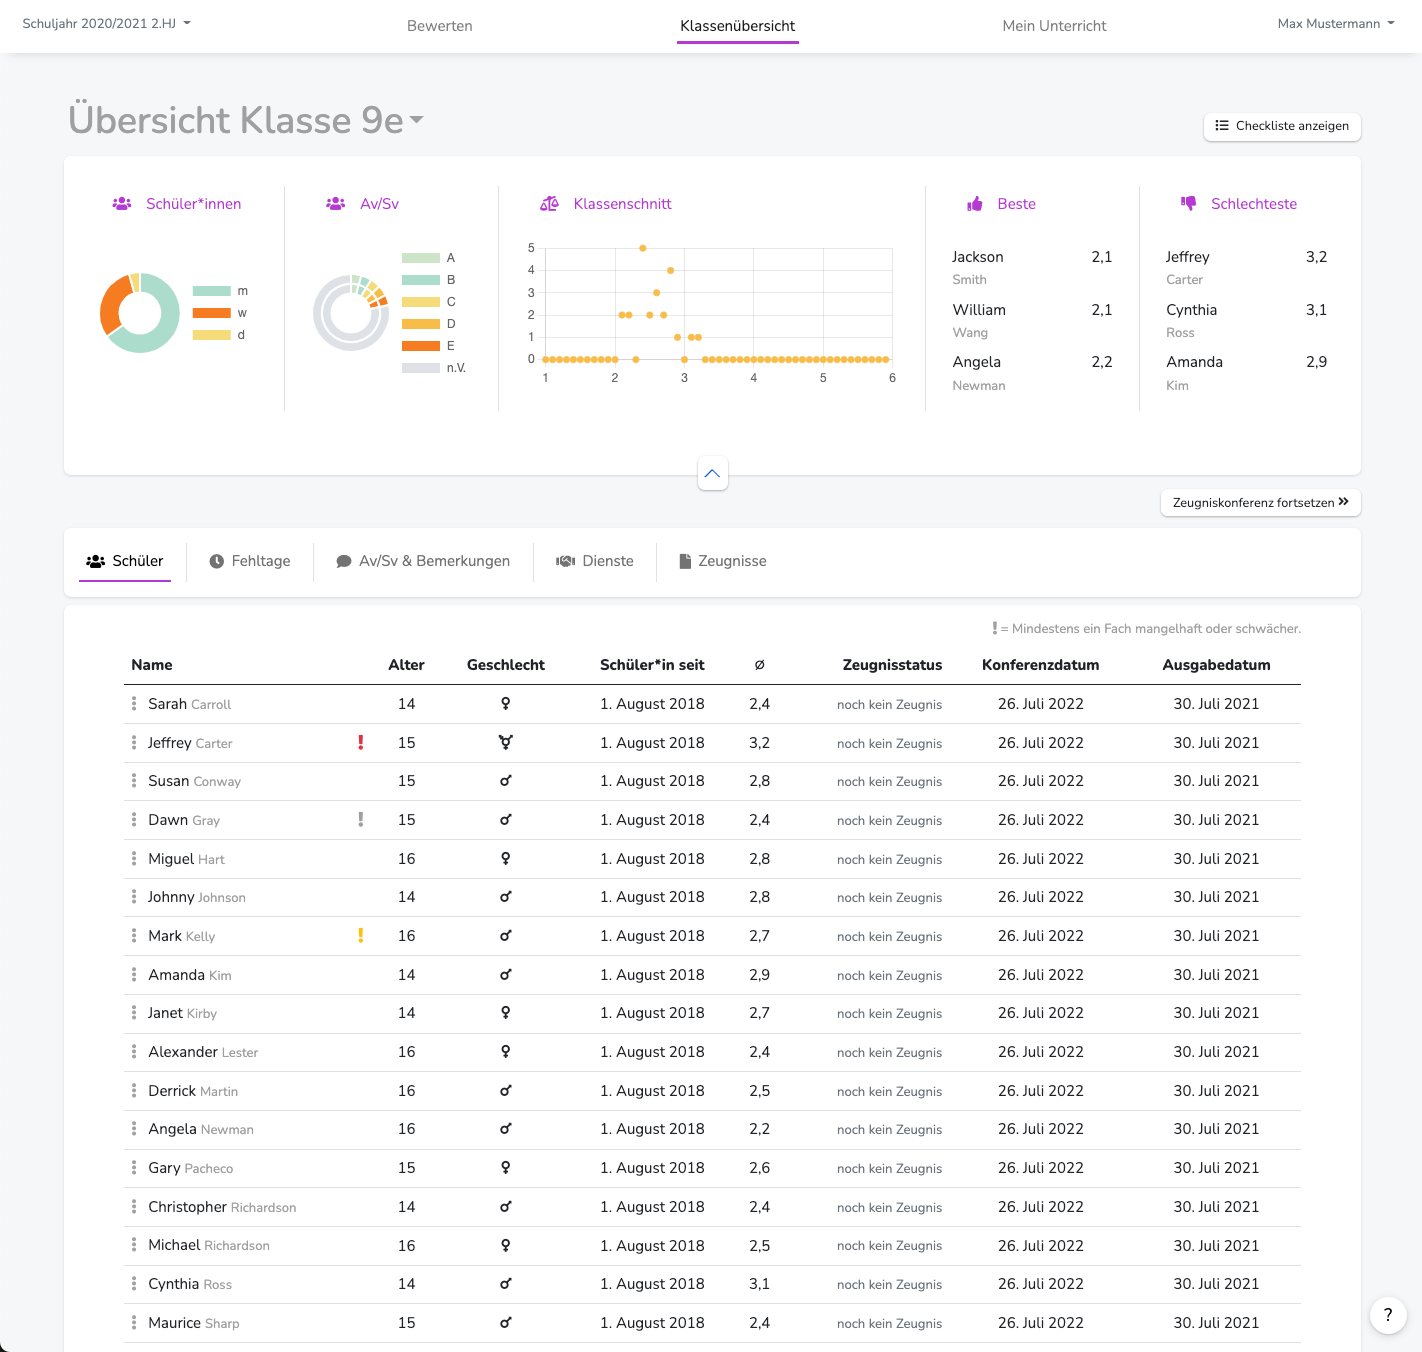 Schuljahr 2020/2021 2.HJ
Bewerten
Klassenübersicht
Mein Unterricht
Max Mustermann
Übersicht Klasse 9e
Checkliste anzeigen
Schüler*innen
m
w
d
Av/Sv
A
B
C
D
E
n.V.
Klassenschnitt
5
4
3
2
1
0
1 2 3 4 5 6
Beste
Jackson 2,1
Smith
William 2,1
Wang
Angela 2,2
Newman
Schlechteste
Jeffrey 3,2
Carter
Cynthia 3,1
Ross
Amanda 2,9
Kim
Zeugniskonferenz fortsetzen
Schüler
Fehltage
Av/Sv & Bemerkungen
Dienste
Zeugnisse
! = Mindestens ein Fach mangelhaft oder schwächer.
Name Alter Geschlecht Schüler*in seit Ø Zeugnisstatus Konferenzdatum Ausgabedatum
Sarah Carroll 14 ♀ 1. August 2018 2,4 noch kein Zeugnis 26. Juli 2022 30. Juli 2021
Jeffrey Carter ! 15 ⚧ 1. August 2018 3,2 noch kein Zeugnis 26. Juli 2022 30. Juli 2021
Susan Conway 15 ♂ 1. August 2018 2,8 noch kein Zeugnis 26. Juli 2022 30. Juli 2021
Dawn Gray ! 15 ♂ 1. August 2018 2,4 noch kein Zeugnis 26. Juli 2022 30. Juli 2021
Miguel Hart 16 ♀ 1. August 2018 2,8 noch kein Zeugnis 26. Juli 2022 30. Juli 2021
Johnny Johnson 14 ♂ 1. August 2018 2,8 noch kein Zeugnis 26. Juli 2022 30. Juli 2021
Mark Kelly ! 16 ♂ 1. August 2018 2,7 noch kein Zeugnis 26. Juli 2022 30. Juli 2021
Amanda Kim 14 ♂ 1. August 2018 2,9 noch kein Zeugnis 26. Juli 2022 30. Juli 2021
Janet Kirby 14 ♀ 1. August 2018 2,7 noch kein Zeugnis 26. Juli 2022 30. Juli 2021
Alexander Lester 16 ♀ 1. August 2018 2,4 noch kein Zeugnis 26. Juli 2022 30. Juli 2021
Derrick Martin 16 ♂ 1. August 2018 2,5 noch kein Zeugnis 26. Juli 2022 30. Juli 2021
Angela Newman 16 ♂ 1. August 2018 2,2 noch kein Zeugnis 26. Juli 2022 30. Juli 2021
Gary Pacheco 15 ♀ 1. August 2018 2,6 noch kein Zeugnis 26. Juli 2022 30. Juli 2021
Christopher Richardson 14 ♂ 1. August 2018 2,4 noch kein Zeugnis 26. Juli 2022 30. Juli 2021
Michael Richardson 16 ♀ 1. August 2018 2,5 noch kein Zeugnis 26. Juli 2022 30. Juli 2021
Cynthia Ross 14 ♂ 1. August 2018 3,1 noch kein Zeugnis 26. Juli 2022 30. Juli 2021
Maurice Sharp 15 ♂ 1. August 2018 2,4 noch kein Zeugnis 26. Juli 2022 30. Juli 2021
?